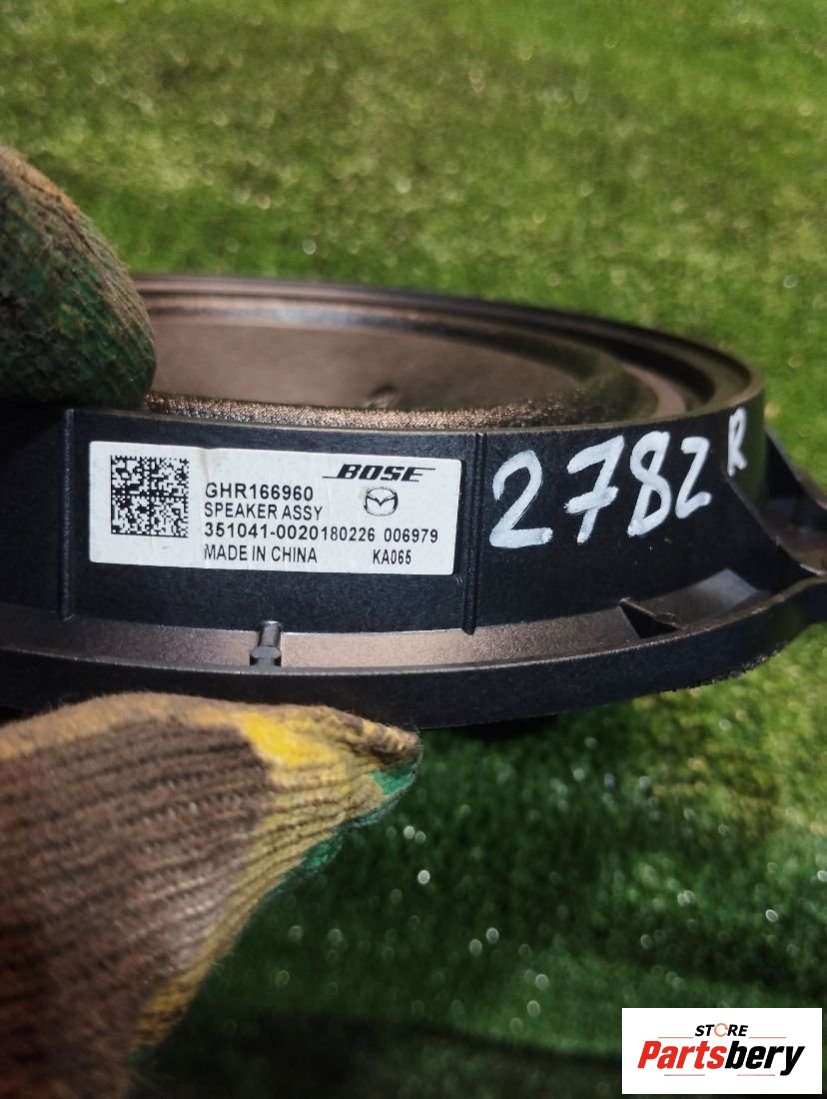 BOSE
GHR166960
SPEAKER ASSY
351041-0020180226 006979
MADE IN CHINA KA065
2782 R
STORE
Partsbery